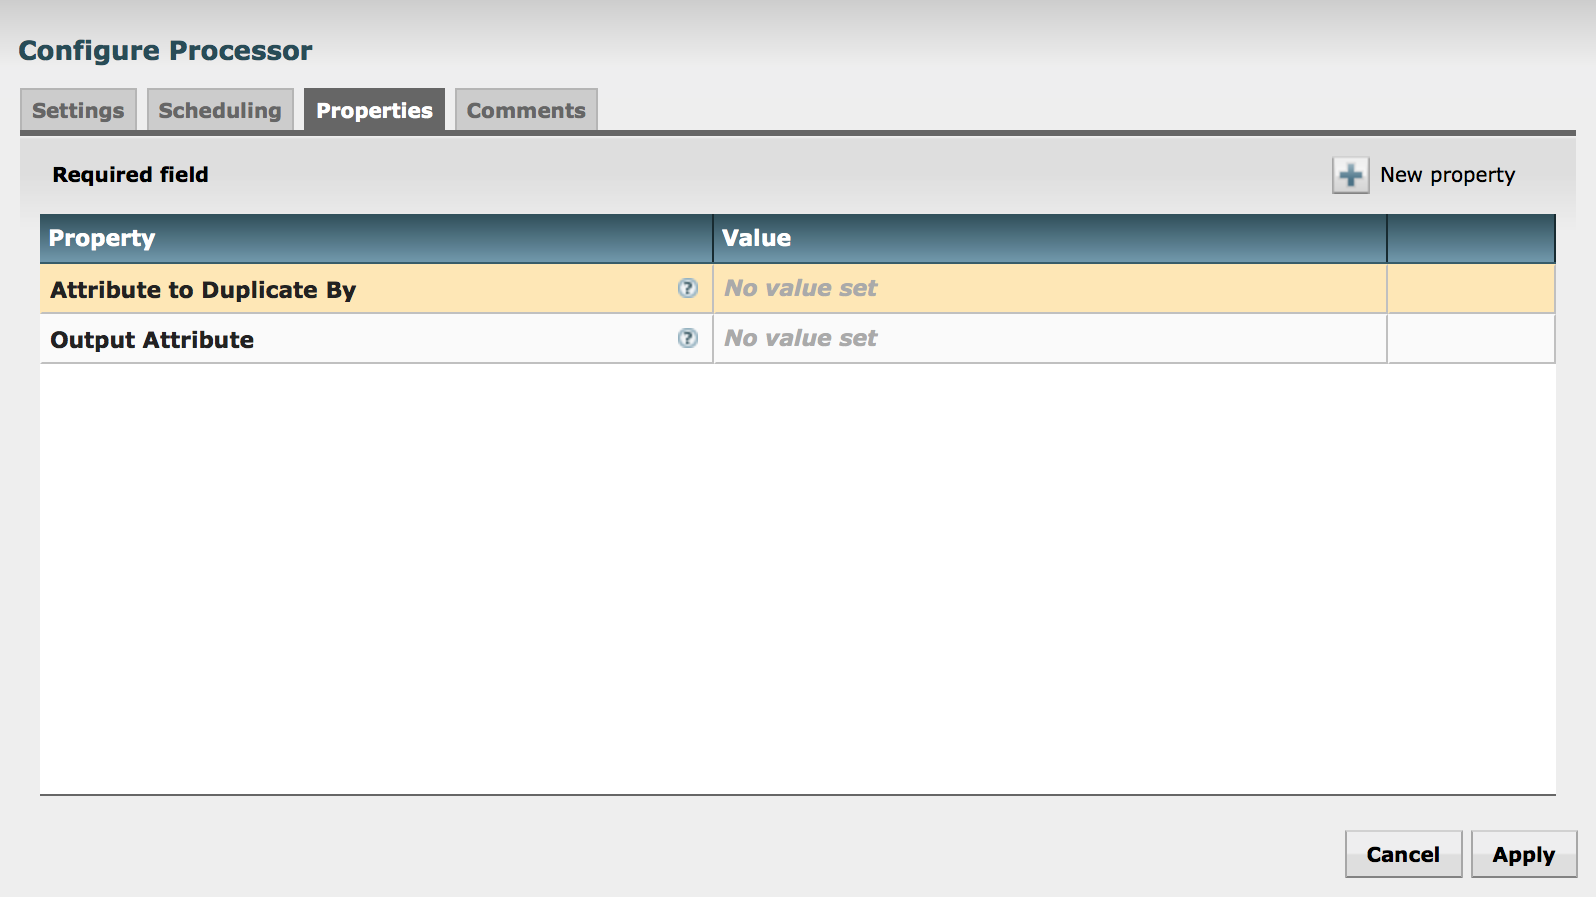 Configure Processor
Settings Scheduling Properties Comments
Required field New property
Property Value
Attribute to Duplicate By ? No value set
Output Attribute ? No value set
Cancel Apply